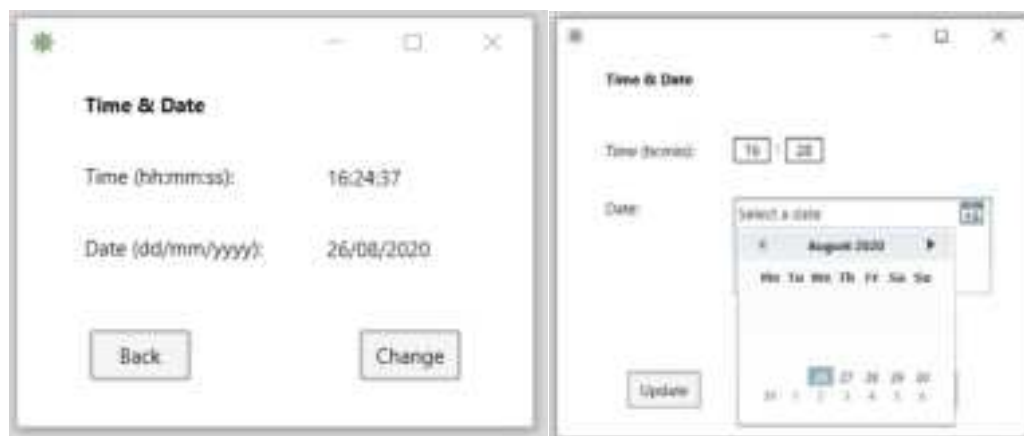 Time & Date
Time (hh:mm:ss): 16:24:37
Date (dd/mm/yyyy): 26/08/2020
Back Change
Time & Date
Time 16 : 20
Date:
Select a date
August 2020
Mo Tu We Th Fr Sa Su
26 27 28 29 30
31 1 2 3 4 5 6
Update